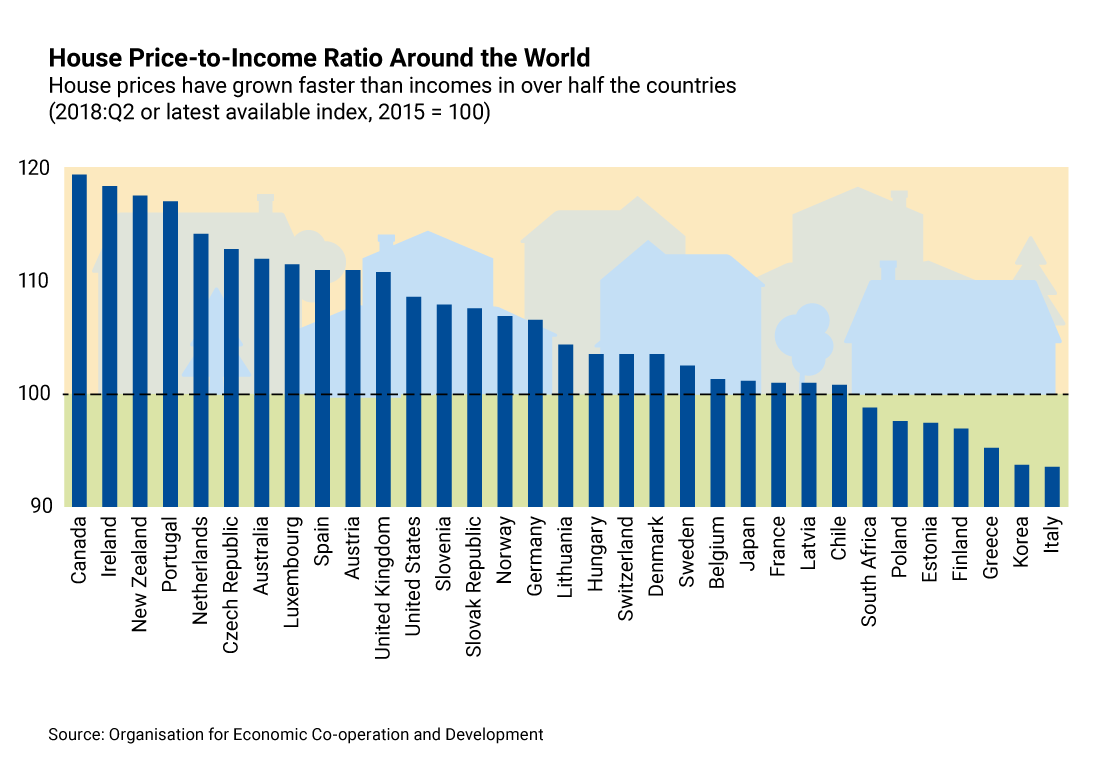 House Price-to-Income Ratio Around the World
House prices have grown faster than incomes in over half the countries
(2018:Q2 or latest available index, 2015 = 100)
120
110
100
90
Canada
Ireland
New Zealand
Portugal
Netherlands
Czech Republic
Australia
Luxembourg
Spain
Austria
United Kingdom
United States
Slovenia
Slovak Republic
Norway
Germany
Lithuania
Hungary
Switzerland
Denmark
Sweden
Belgium
Japan
France
Latvia
Chile
South Africa
Poland
Estonia
Finland
Greece
Korea
Italy
Source: Organisation for Economic Co-operation and Development